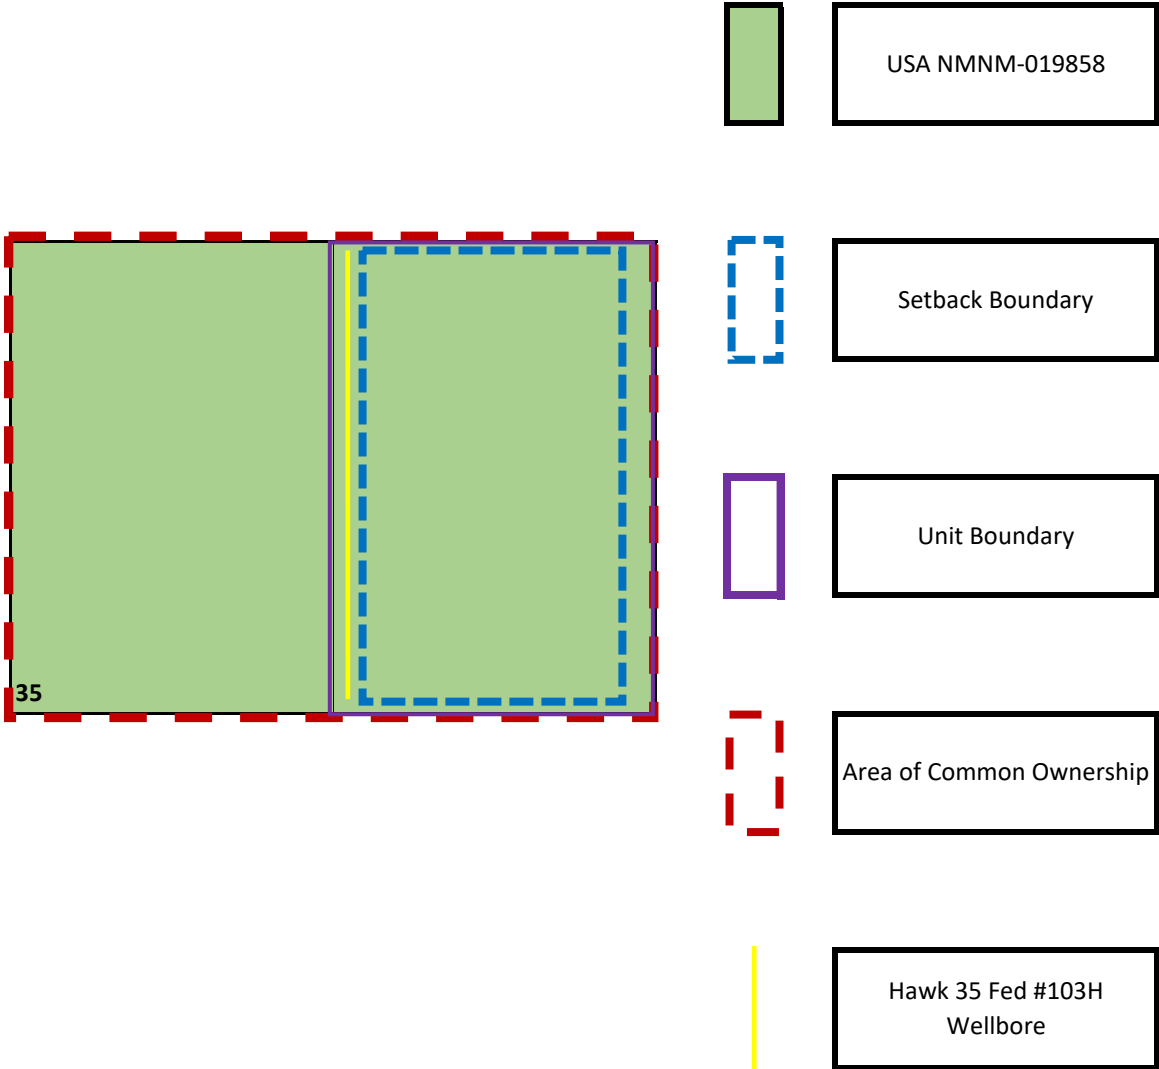 USA NMNM-019858
Setback Boundary
Unit Boundary
35
Area of Common Ownership
Hawk 35 Fed #103H
Wellbore